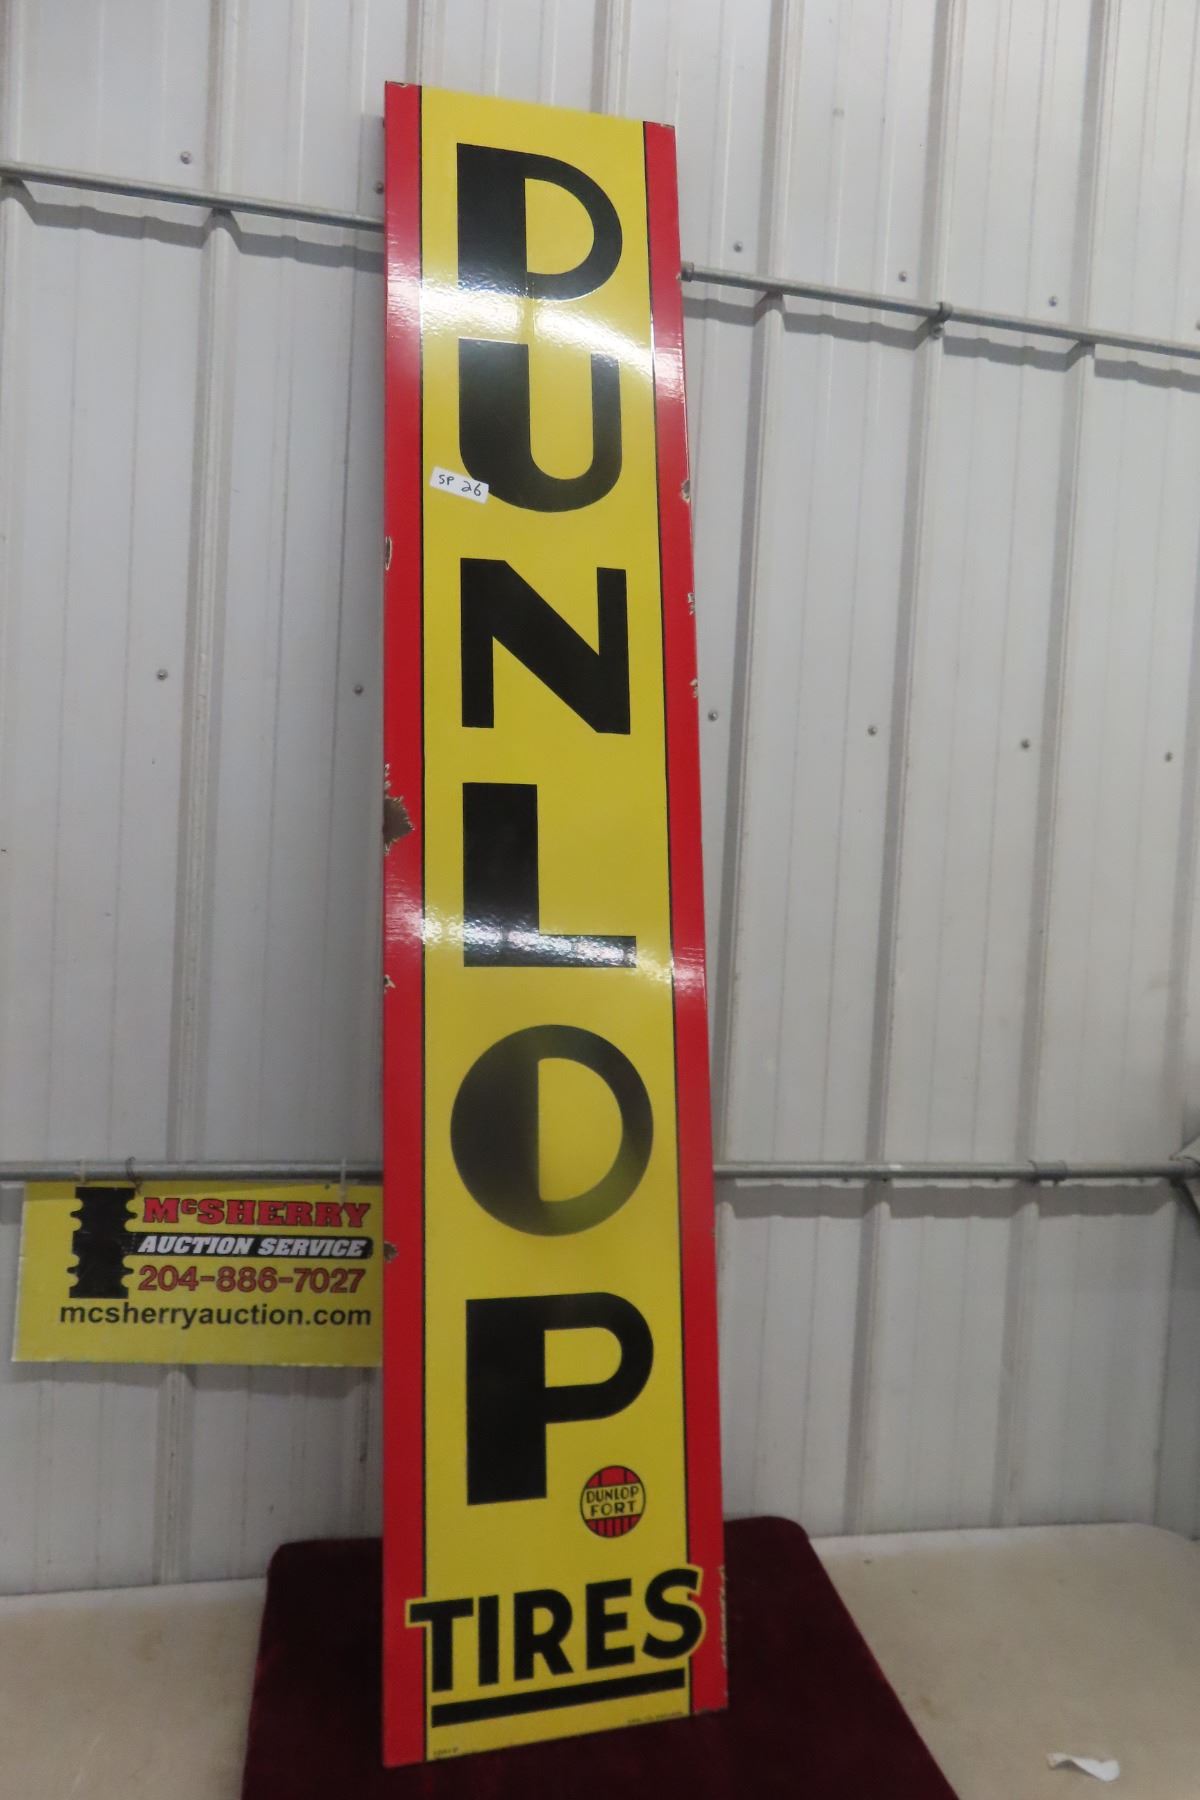 DUNLOP
SP 26
DUNLOP
FORT
TIRES
McSHERRY
AUCTION SERVICE
204-886-7027
mcsherryauction.com